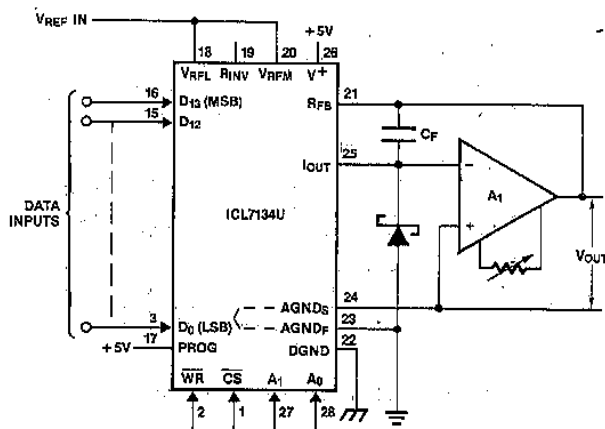 VREF IN
+5V
18 19 20 26
VRFL RINV VRFM V+
16 D13 (MSB)
15 D12
RFB 21
CF
IOUT 25
A1
- +
DATA
INPUTS
ICL7134U
VOUT
AGNDS 24
AGNDF 23
DGND 22
3 D0 (LSB)
+5V 17 PROG
WR CS A1 A0
2 1 27 28